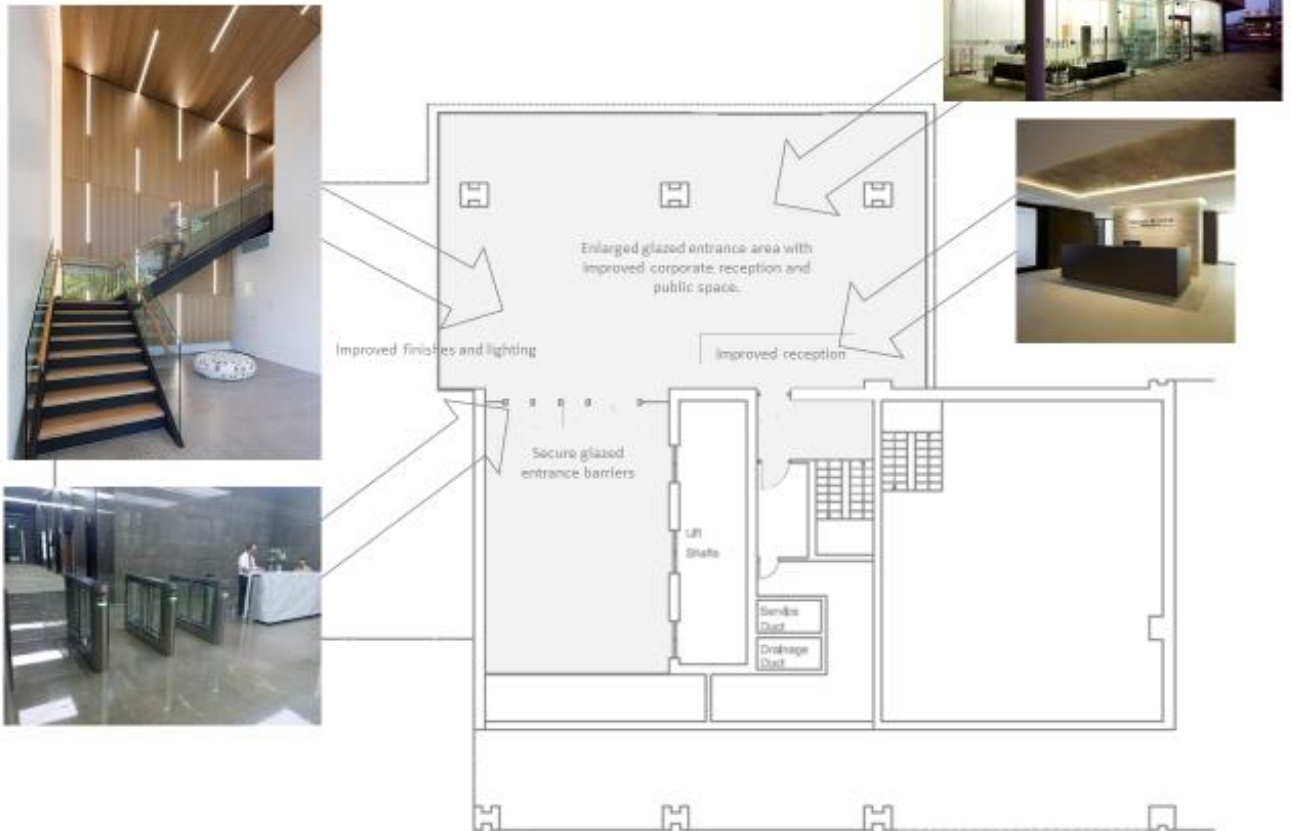 Enlarged glazed entrance area with
improved corporate reception and
public space.
Improved finishes and lighting
Improved reception
Secure glazed
entrance barriers
Lift
Shafts
Service
Duct
Drainage
Duct